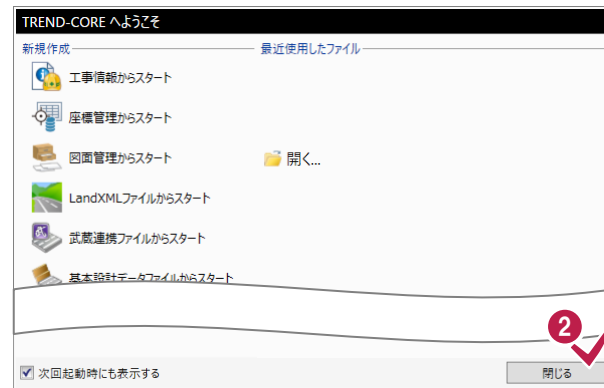 TREND-CORE へようこそ
新規作成
最近使用したファイル
工事情報からスタート
座標管理からスタート
図面管理からスタート
開く...
LandXMLファイルからスタート
武蔵連携ファイルからスタート
基本設計データファイルからスタート
2
次回起動時にも表示する
閉じる